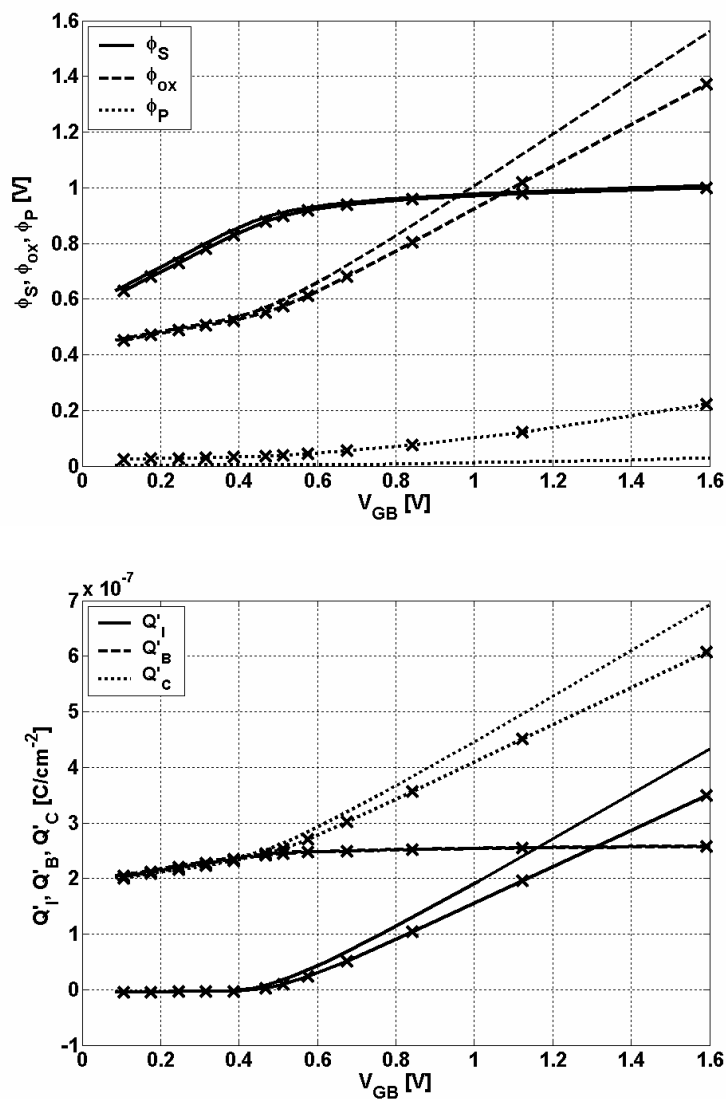 1.6
1.4
1.2
1
0.8
0.6
0.4
0.2
0
ϕS, ϕox, ϕP [V]
ϕS
ϕox
ϕP
0 0.2 0.4 0.6 0.8 1 1.2 1.4 1.6
VGB [V]
x 10-7
7
6
5
4
3
2
1
0
-1
Q'I, Q'B, Q'C [C/cm-2]
Q'I
Q'B
Q'C
0 0.2 0.4 0.6 0.8 1 1.2 1.4 1.6
VGB [V]